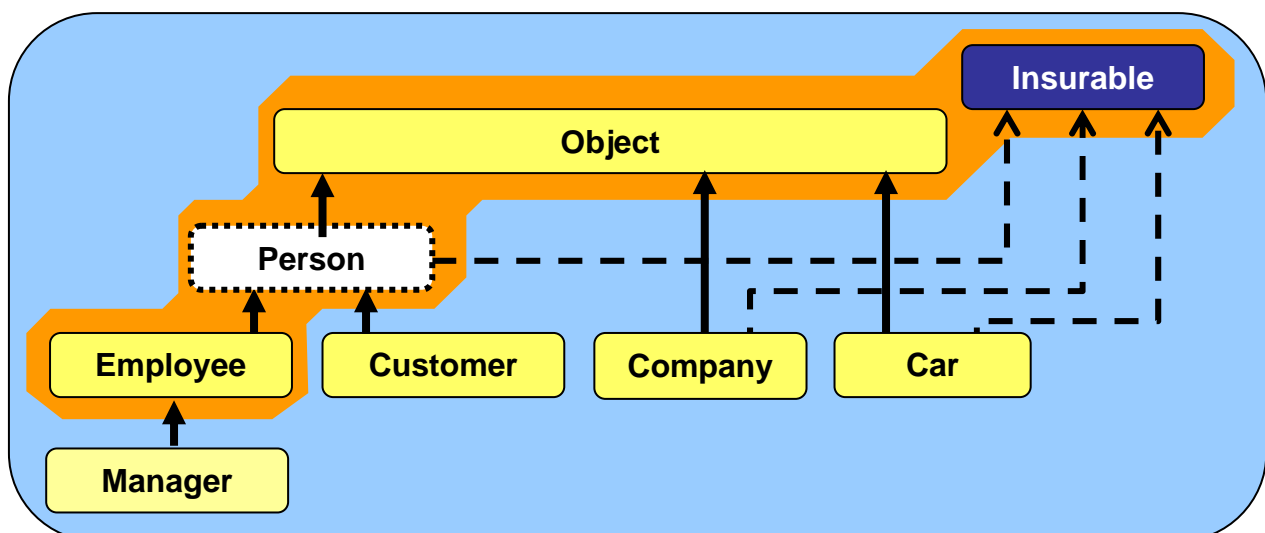 Insurable
Object
Person
Employee
Customer
Company
Car
Manager